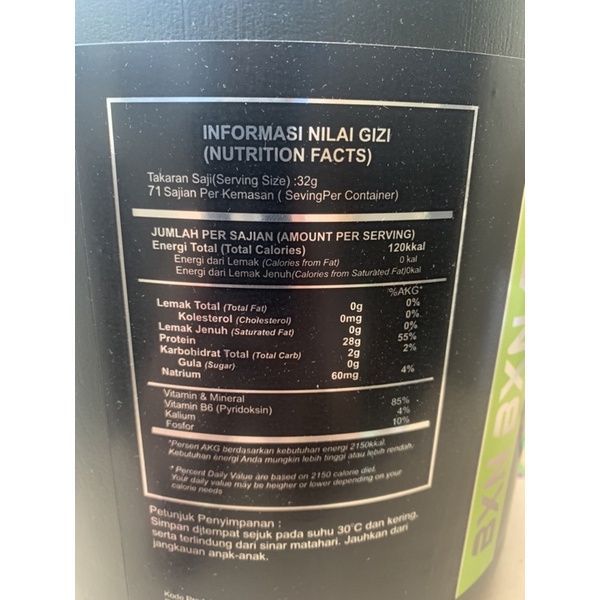 INFORMASI NILAI GIZI
(NUTRITION FACTS)
Takaran Saji(Serving Size) :32g
71 Sajian Per Kemasan ( SevingPer Container)
JUMLAH PER SAJIAN (AMOUNT PER SERVING)
Energi Total (Total Calories) 120kkal
Energi dari Lemak (Calories from Fat) 0 kal
Energi dari Lemak Jenuh(Calories from Saturated Fat)0kal
%AKG*
Lemak Total (Total Fat) 0g 0%
Kolesterol (Cholesterol) 0mg 0%
Lemak Jenuh (Saturated Fat) 0g 0%
Protein 28g 55%
Karbohidrat Total (Total Carb) 2g 2%
Gula (Sugar) 0g
Natrium 60mg 4%
Vitamin & Mineral
Vitamin B6 (Pyridoksin) 85%
Kalium 4%
Fosfor 10%
*Persen AKG berdasarkan kebutuhan energi 2150kkal.
Kebutuhan energi Anda mungkin lebih tinggi atau lebih rendah.
* Percent Daily Value are based on 2150 calorie diet.
Your daily value may be heigher or lower depending on your
calorie needs
Petunjuk Penyimpanan :
Simpan ditempat sejuk pada suhu 30°C dan kering,
serta terlindung dari sinar matahari. Jauhkan dari
jangkauan anak-anak.
NXE NXE